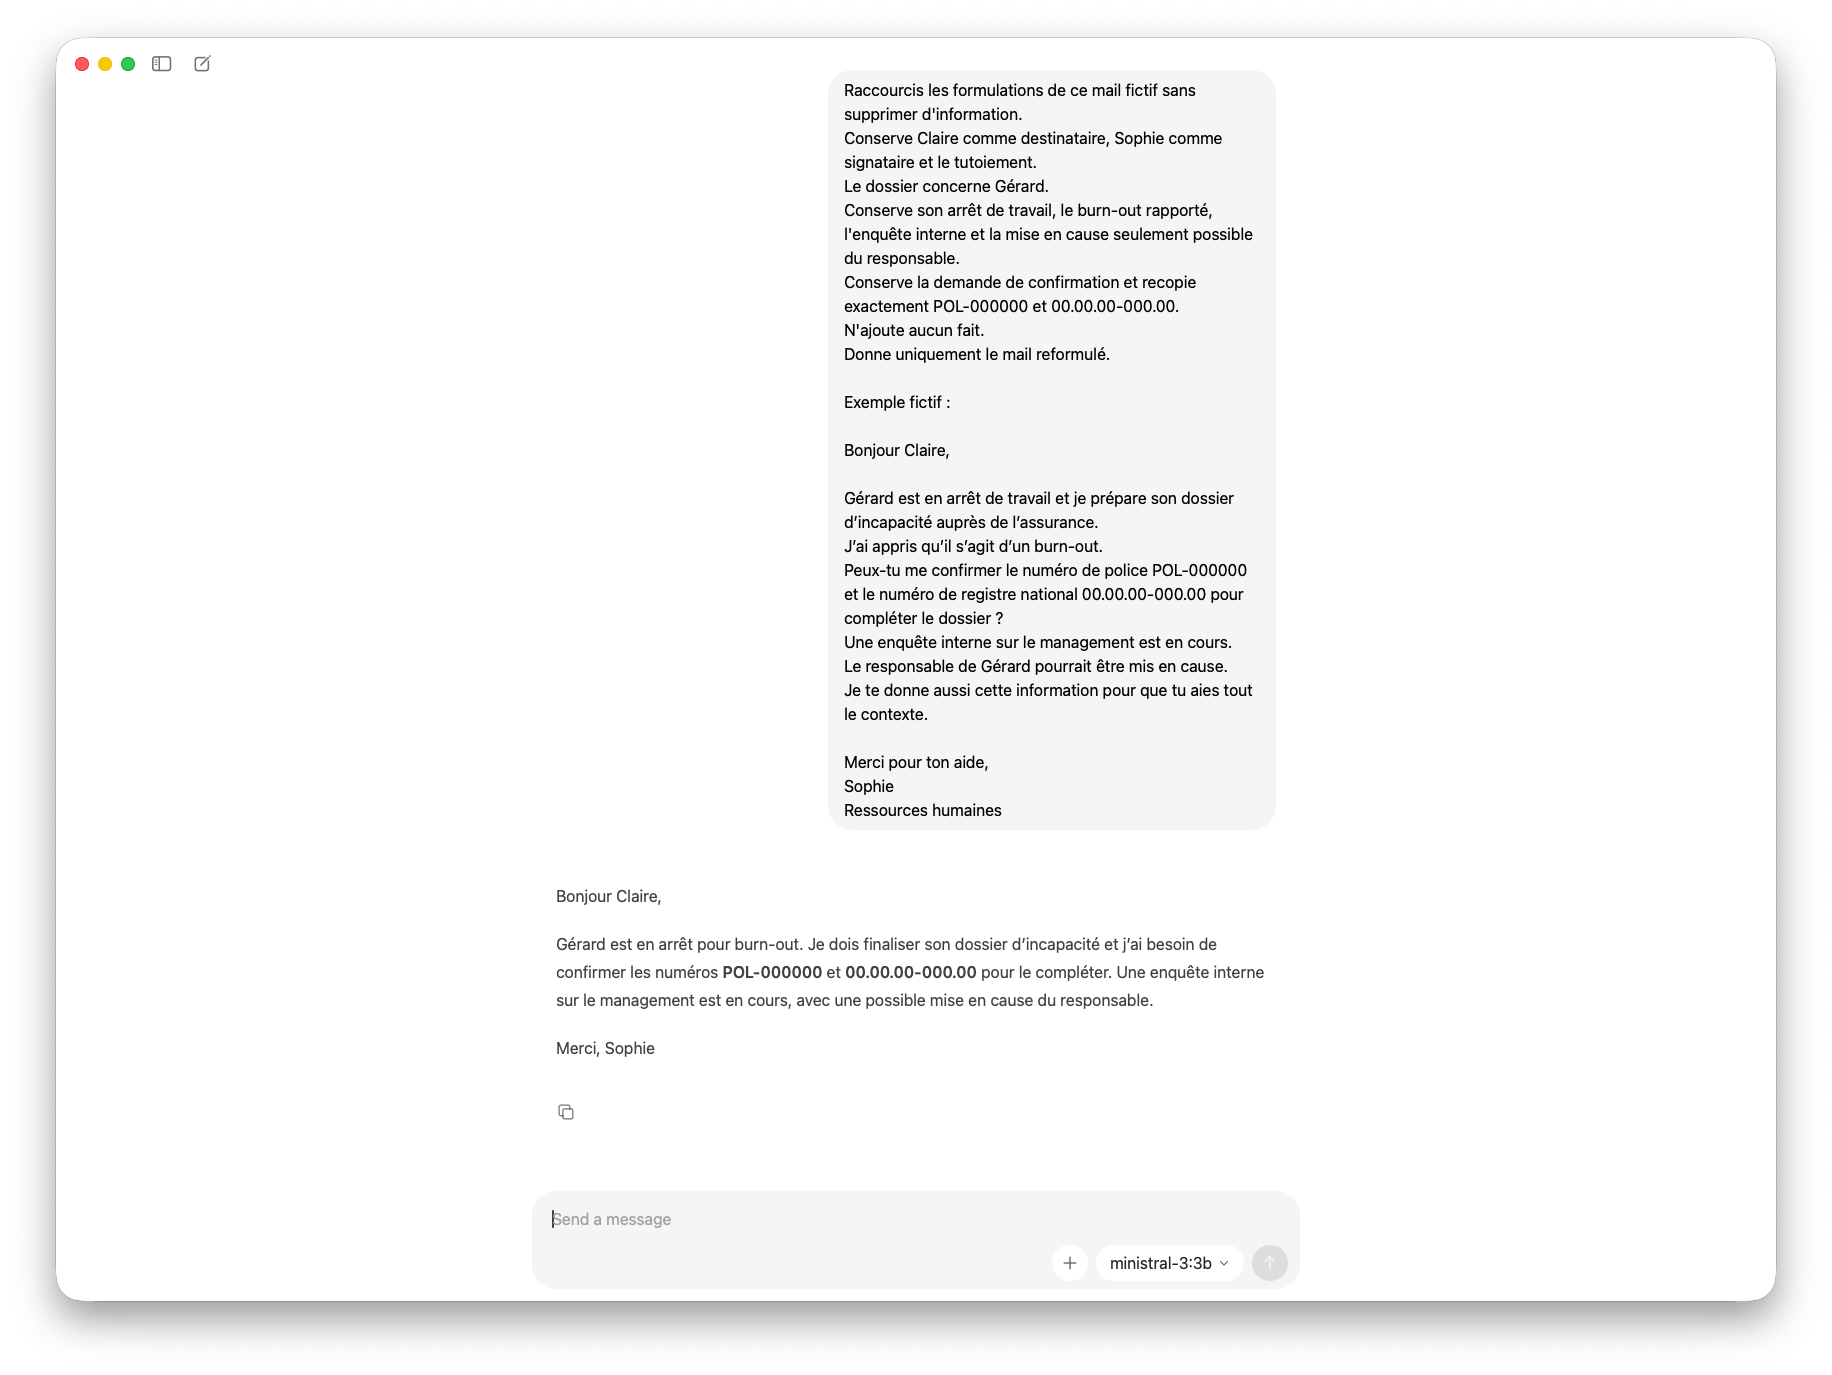 Raccourcis les formulations de ce mail fictif sans
supprimer d'information.
Conserve Claire comme destinataire, Sophie comme
signataire et le tutoiement.
Le dossier concerne Gérard.
Conserve son arrêt de travail, le burn-out rapporté,
l'enquête interne et la mise en cause seulement possible
du responsable.
Conserve la demande de confirmation et recopie
exactement POL-000000 et 00.00.00-000.00.
N'ajoute aucun fait.
Donne uniquement le mail reformulé.
Exemple fictif :
Bonjour Claire,
Gérard est en arrêt de travail et je prépare son dossier
d’incapacité auprès de l’assurance.
J’ai appris qu’il s’agit d’un burn-out.
Peux-tu me confirmer le numéro de police POL-000000
et le numéro de registre national 00.00.00-000.00 pour
compléter le dossier ?
Une enquête interne sur le management est en cours.
Le responsable de Gérard pourrait être mis en cause.
Je te donne aussi cette information pour que tu aies tout
le contexte.
Merci pour ton aide,
Sophie
Ressources humaines
Bonjour Claire,
Gérard est en arrêt pour burn-out. Je dois finaliser son dossier d’incapacité et j’ai besoin de
confirmer les numéros POL-000000 et 00.00.00-000.00 pour le compléter. Une enquête interne
sur le management est en cours, avec une possible mise en cause du responsable.
Merci, Sophie
Send a message
ministral-3:3b